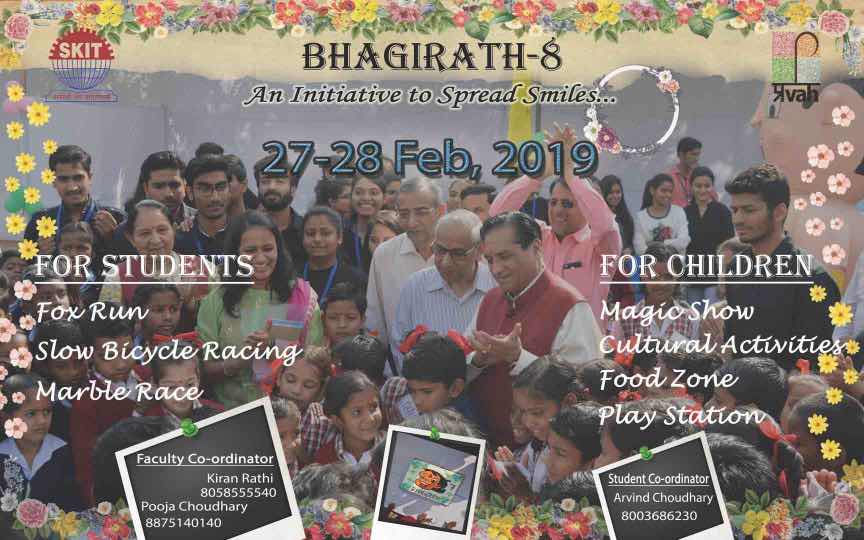 SKIT
BHAGIRATH-8
An Initiative to Spread Smiles...
प्रvah
27-28 Feb, 2019
FOR STUDENTS
Fox Run
Slow Bicycle Racing
Marble Race
FOR CHILDREN
Magic Show
Cultural Activities
Food Zone
Play Station
Faculty Co-ordinator
Kiran Rathi
8058555540
Pooja Choudhary
8875140140
Student Co-ordinator
Arvind Choudhary
8003686230